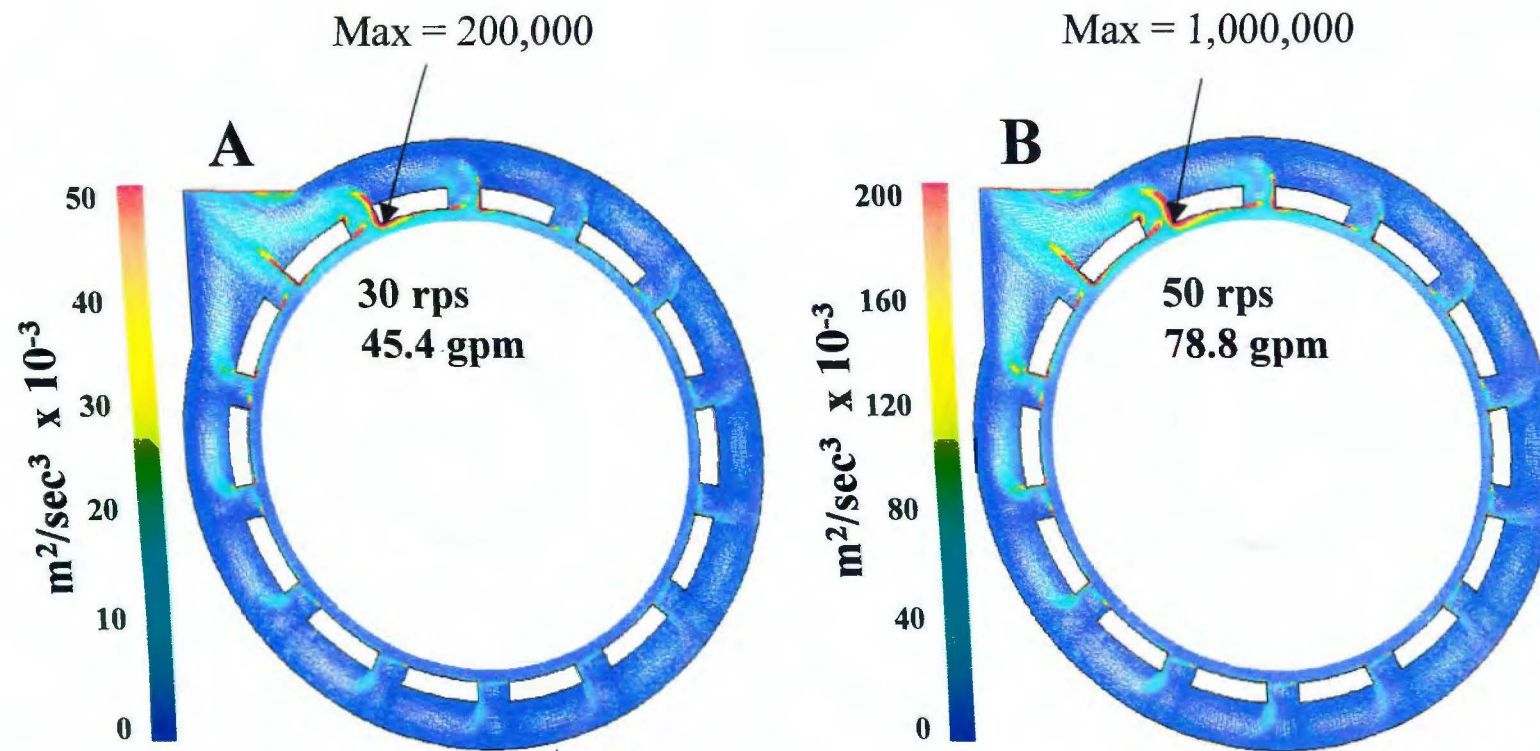 Max = 200,000
A
50
40
30
20
10
0
m²/sec³ x 10⁻³
30 rps
45.4 gpm
Max = 1,000,000
B
200
160
120
80
40
0
m²/sec³ x 10⁻³
50 rps
78.8 gpm